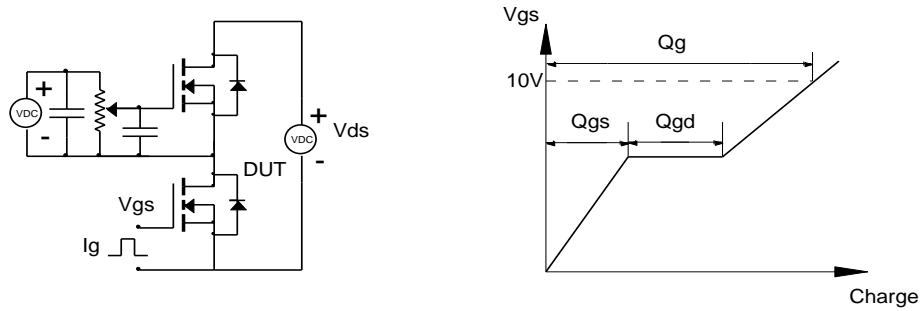 +
VDC
-
+
VDC
-
Vds
DUT
Vgs
Ig
Vgs
Qg
10V
Qgs
Qgd
Charge